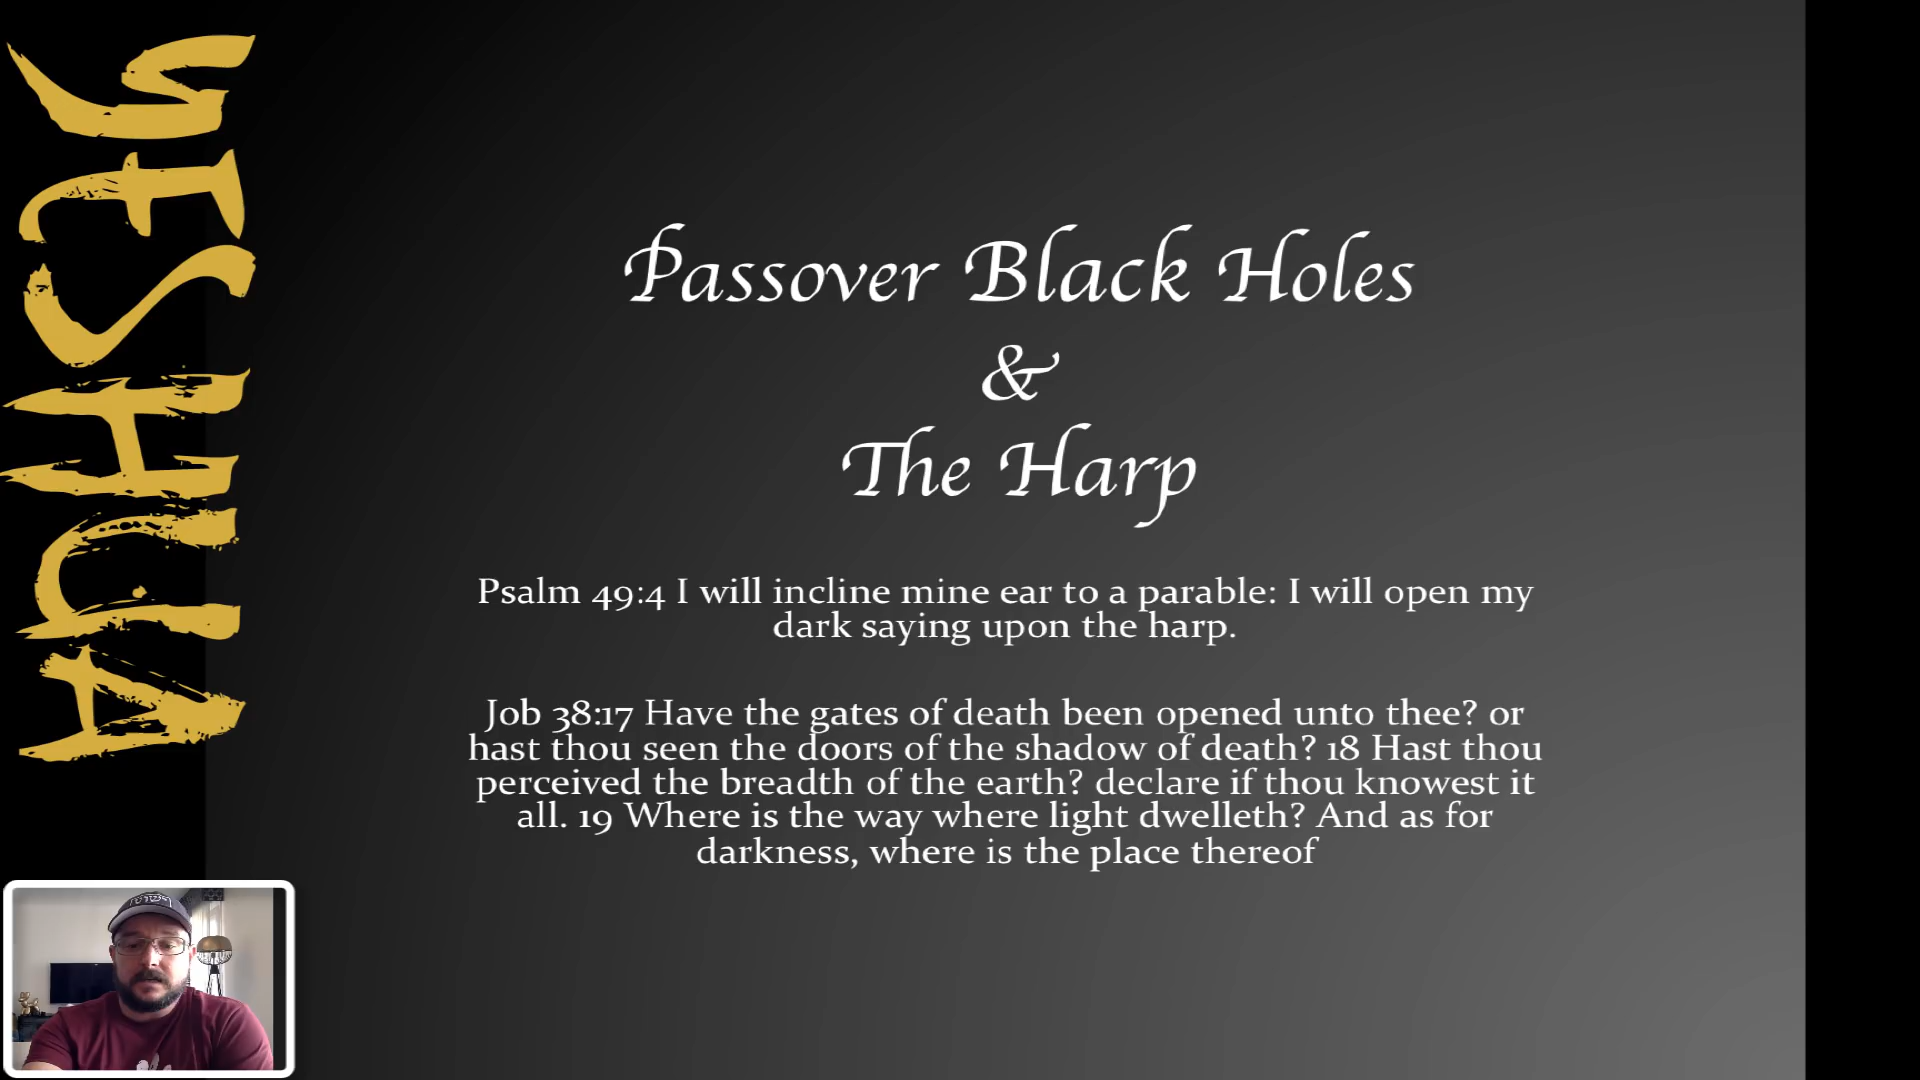 YESHUA
Passover Black Holes
&
The Harp
Psalm 49:4 I will incline mine ear to a parable: I will open my
dark saying upon the harp.
Job 38:17 Have the gates of death been opened unto thee? or
hast thou seen the doors of the shadow of death? 18 Hast thou
perceived the breadth of the earth? declare if thou knowest it
all. 19 Where is the way where light dwelleth? And as for
darkness, where is the place thereof